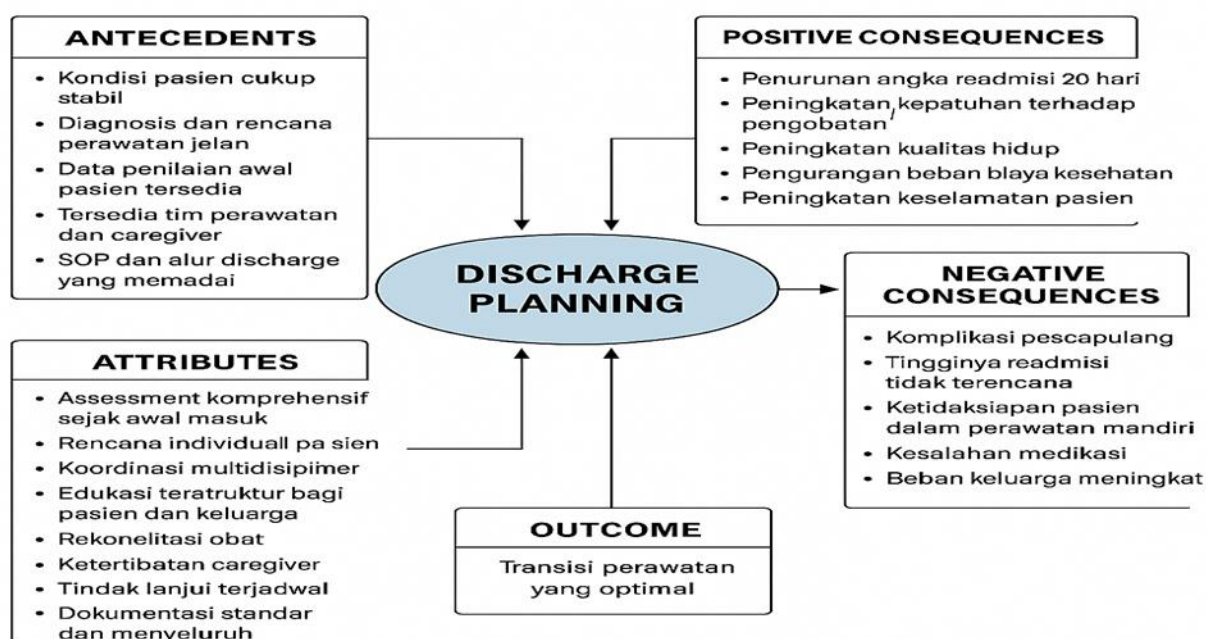 ANTECEDENTS
• Kondisi pasien cukup
stabil
• Diagnosis dan rencana
perawatan jelan
• Data penilaian awal
pasien tersedia
• Tersedia tim perawatan
dan caregiver
• SOP dan alur discharge
yang memadai
POSITIVE CONSEQUENCES
• Penurunan angka readmisi 20 hari
• Peningkatan kepatuhan terhadap
pengobatan
• Peningkatan kualitas hidup
• Pengurangan beban blaya kesehatan
• Peningkatan keselamatan pasien
DISCHARGE
PLANNING
NEGATIVE
CONSEQUENCES
• Komplikasi pescapulang
• Tingginya readmisi
tidak terencana
• Ketidaksiapan pasien
dalam perawatan mandiri
• Kesalahan medikasi
• Beban keluarga meningkat
ATTRIBUTES
• Assessment komprehensif
sejak awal masuk
• Rencana individuall pa sien
• Koordinasi multidisipimer
• Edukasi teratruktur bagi
pasien dan keluarga
• Rekonelitasi obat
• Ketertibatan caregiver
• Tindak lanjui terjadwal
• Dokumentasi standar
dan menyeluruh
OUTCOME
Transisi perawatan
yang optimal